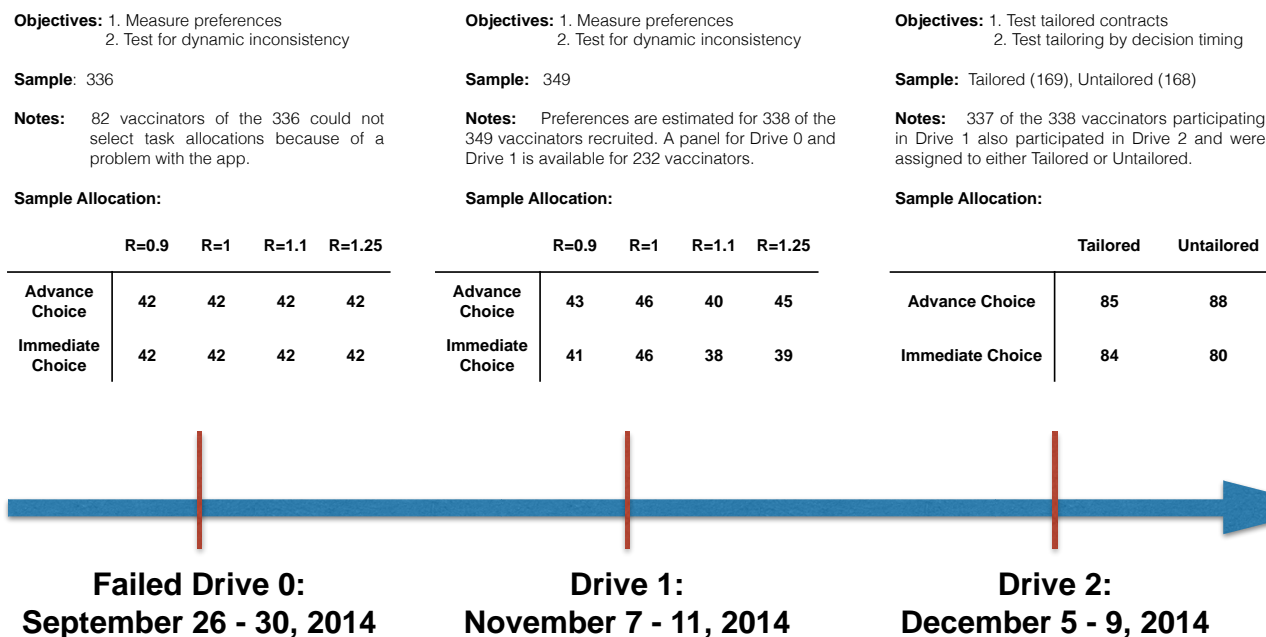 Objectives: 1. Measure preferences
2. Test for dynamic inconsistency
Sample: 336
Notes: 82 vaccinators of the 336 could not
select task allocations because of a
problem with the app.
Sample Allocation:
R=0.9 R=1 R=1.1 R=1.25
Advance
Choice 42 42 42 42
Immediate
Choice 42 42 42 42
Failed Drive 0:
September 26 - 30, 2014
Objectives: 1. Measure preferences
2. Test for dynamic inconsistency
Sample: 349
Notes: Preferences are estimated for 338 of the
349 vaccinators recruited. A panel for Drive 0 and
Drive 1 is available for 232 vaccinators.
Sample Allocation:
R=0.9 R=1 R=1.1 R=1.25
Advance
Choice 43 46 40 45
Immediate
Choice 41 46 38 39
Drive 1:
November 7 - 11, 2014
Objectives: 1. Test tailored contracts
2. Test tailoring by decision timing
Sample: Tailored (169), Untailored (168)
Notes: 337 of the 338 vaccinators participating
in Drive 1 also participated in Drive 2 and were
assigned to either Tailored or Untailored.
Sample Allocation:
Tailored Untailored
Advance Choice 85 88
Immediate Choice 84 80
Drive 2:
December 5 - 9, 2014